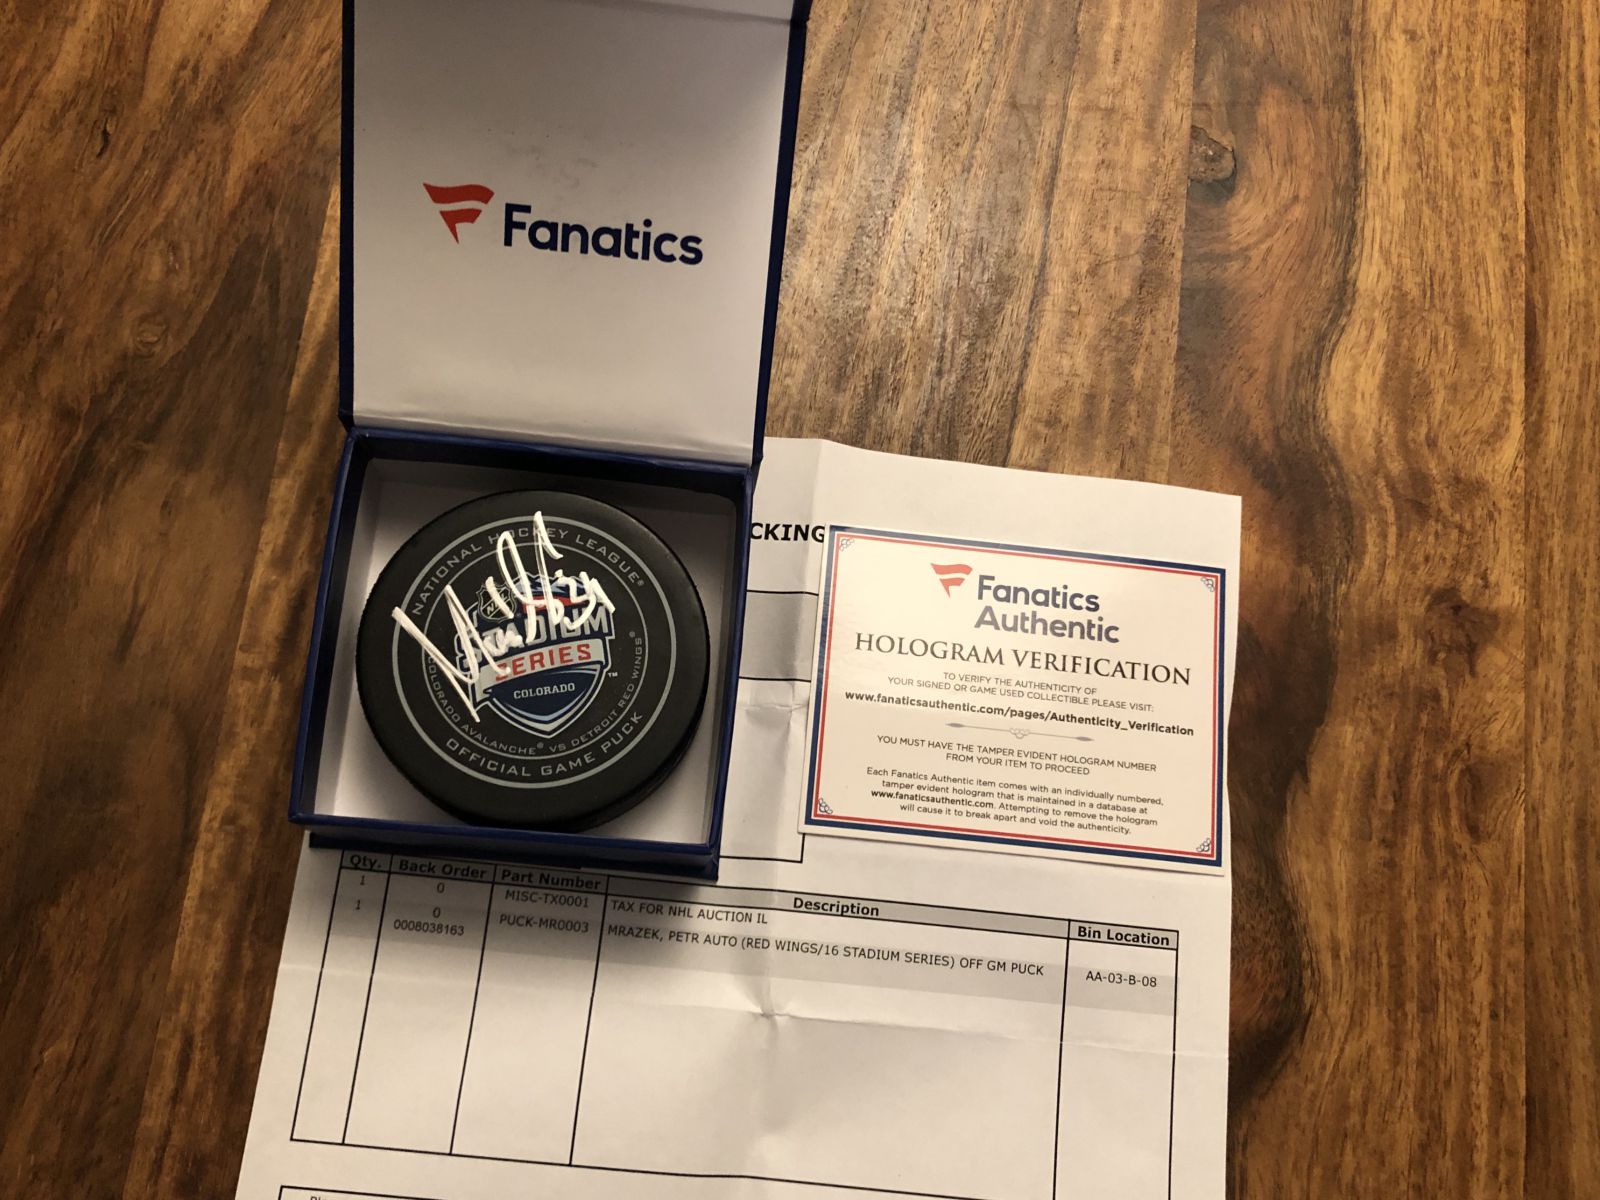 Fanatics
NATIONAL HOCKEY LEAGUE®
NHL
STADIUM
SERIES
™
COLORADO
COLORADO AVALANCHE® VS DETROIT RED WINGS®
OFFICIAL GAME PUCK
34
CKING
Fanatics
Authentic
HOLOGRAM VERIFICATION
TO VERIFY THE AUTHENTICITY OF
YOUR SIGNED OR GAME USED COLLECTIBLE PLEASE VISIT:
www.fanaticsauthentic.com/pages/Authenticity_Verification
YOU MUST HAVE THE TAMPER EVIDENT HOLOGRAM NUMBER
FROM YOUR ITEM TO PROCEED
Each Fanatics Authentic item comes with an individually numbered,
tamper evident hologram that is maintained in a database at
www.fanaticsauthentic.com. Attempting to remove the hologram
will cause it to break apart and void the authenticity.
Qty. Back Order Part Number Description Bin Location
1 0 MISC-TX0001 TAX FOR NHL AUCTION IL
1 0 PUCK-MR0003 MRAZEK, PETR AUTO (RED WINGS/16 STADIUM SERIES) OFF GM PUCK AA-03-B-08
0008038163